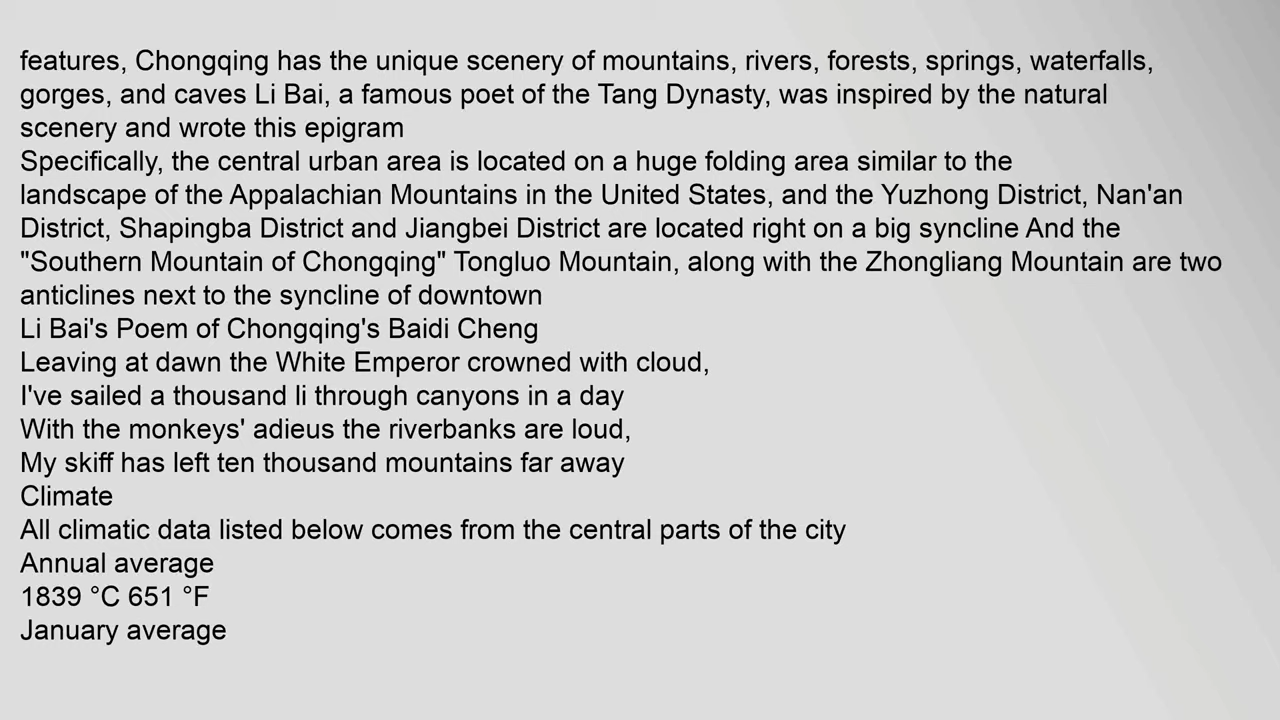 features, Chongqing has the unique scenery of mountains, rivers, forests, springs, waterfalls,
gorges, and caves Li Bai, a famous poet of the Tang Dynasty, was inspired by the natural
scenery and wrote this epigram
Specifically, the central urban area is located on a huge folding area similar to the
landscape of the Appalachian Mountains in the United States, and the Yuzhong District, Nan'an
District, Shapingba District and Jiangbei District are located right on a big syncline And the
"Southern Mountain of Chongqing" Tongluo Mountain, along with the Zhongliang Mountain are two
anticlines next to the syncline of downtown
Li Bai's Poem of Chongqing's Baidi Cheng
Leaving at dawn the White Emperor crowned with cloud,
I've sailed a thousand li through canyons in a day
With the monkeys' adieus the riverbanks are loud,
My skiff has left ten thousand mountains far away
Climate
All climatic data listed below comes from the central parts of the city
Annual average
1839 °C 651 °F
January average